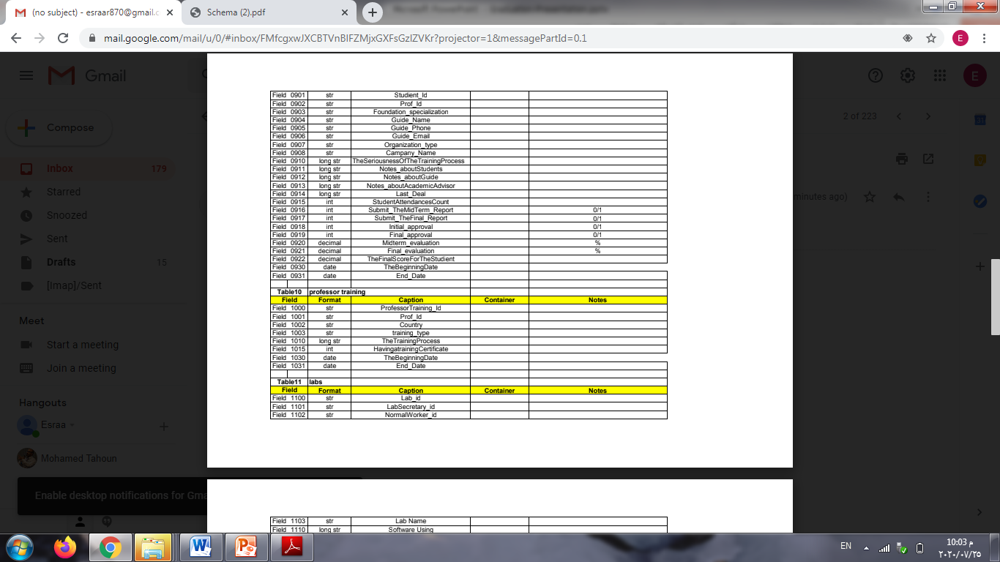 (no subject) - esraar870@gmail.c
Schema (2).pdf
mail.google.com/mail/u/0/#inbox/FMfcgxwJXCBTVnBlFZMjxGXFsGzlZVKr?projector=1&messagePartId=0.1
E
Gmail
E
Compose
2 of 223
Inbox 179
Starred
Snoozed
Sent
Drafts 15
[Imap]/Sent
minutes ago)
Meet
Start a meeting
Join a meeting
Hangouts
Esraa
Mohamed Tahoun
Enable desktop notifications for Gma
Field 0901 str Student_Id
Field 0902 str Prof_Id
Field 0903 str Foundation_specialization
Field 0904 str Guide_Name
Field 0905 str Guide_Phone
Field 0906 str Guide_Email
Field 0907 str Organization_type
Field 0908 str Campany_Name
Field 0910 long str TheSeriousnessOfTheTrainingProcess
Field 0911 long str Notes_aboutStudents
Field 0912 long str Notes_aboutGuide
Field 0913 long str Notes_aboutAcademicAdvisor
Field 0914 long str Last_Deal
Field 0915 int StudentAttendancesCount
Field 0916 int Submit_TheMidTerm_Report 0/1
Field 0917 int Submit_TheFinal_Report 0/1
Field 0918 int Initial_approval 0/1
Field 0919 int Final_approval 0/1
Field 0920 decimal Midterm_evaluation %
Field 0921 decimal Final_evaluation %
Field 0922 decimal TheFinalScoreForTheStudient
Field 0930 date TheBeginningDate
Field 0931 date End_Date
Table10 professor training
Field Format Caption Container Notes
Field 1000 str ProfessorTraining_Id
Field 1001 str Prof_Id
Field 1002 str Country
Field 1003 str training_type
Field 1010 long str TheTrainingProcess
Field 1015 int HavingatrainingCertificate
Field 1030 date TheBeginningDate
Field 1031 date End_Date
Table11 labs
Field Format Caption Container Notes
Field 1100 str Lab_id
Field 1101 str LabSecretary_id
Field 1102 str NormalWorker_id
Field 1103 str Lab Name
Field 1110 long str Software Using
EN
10:03 م
٢٠٢٠/٠٧/٢٥